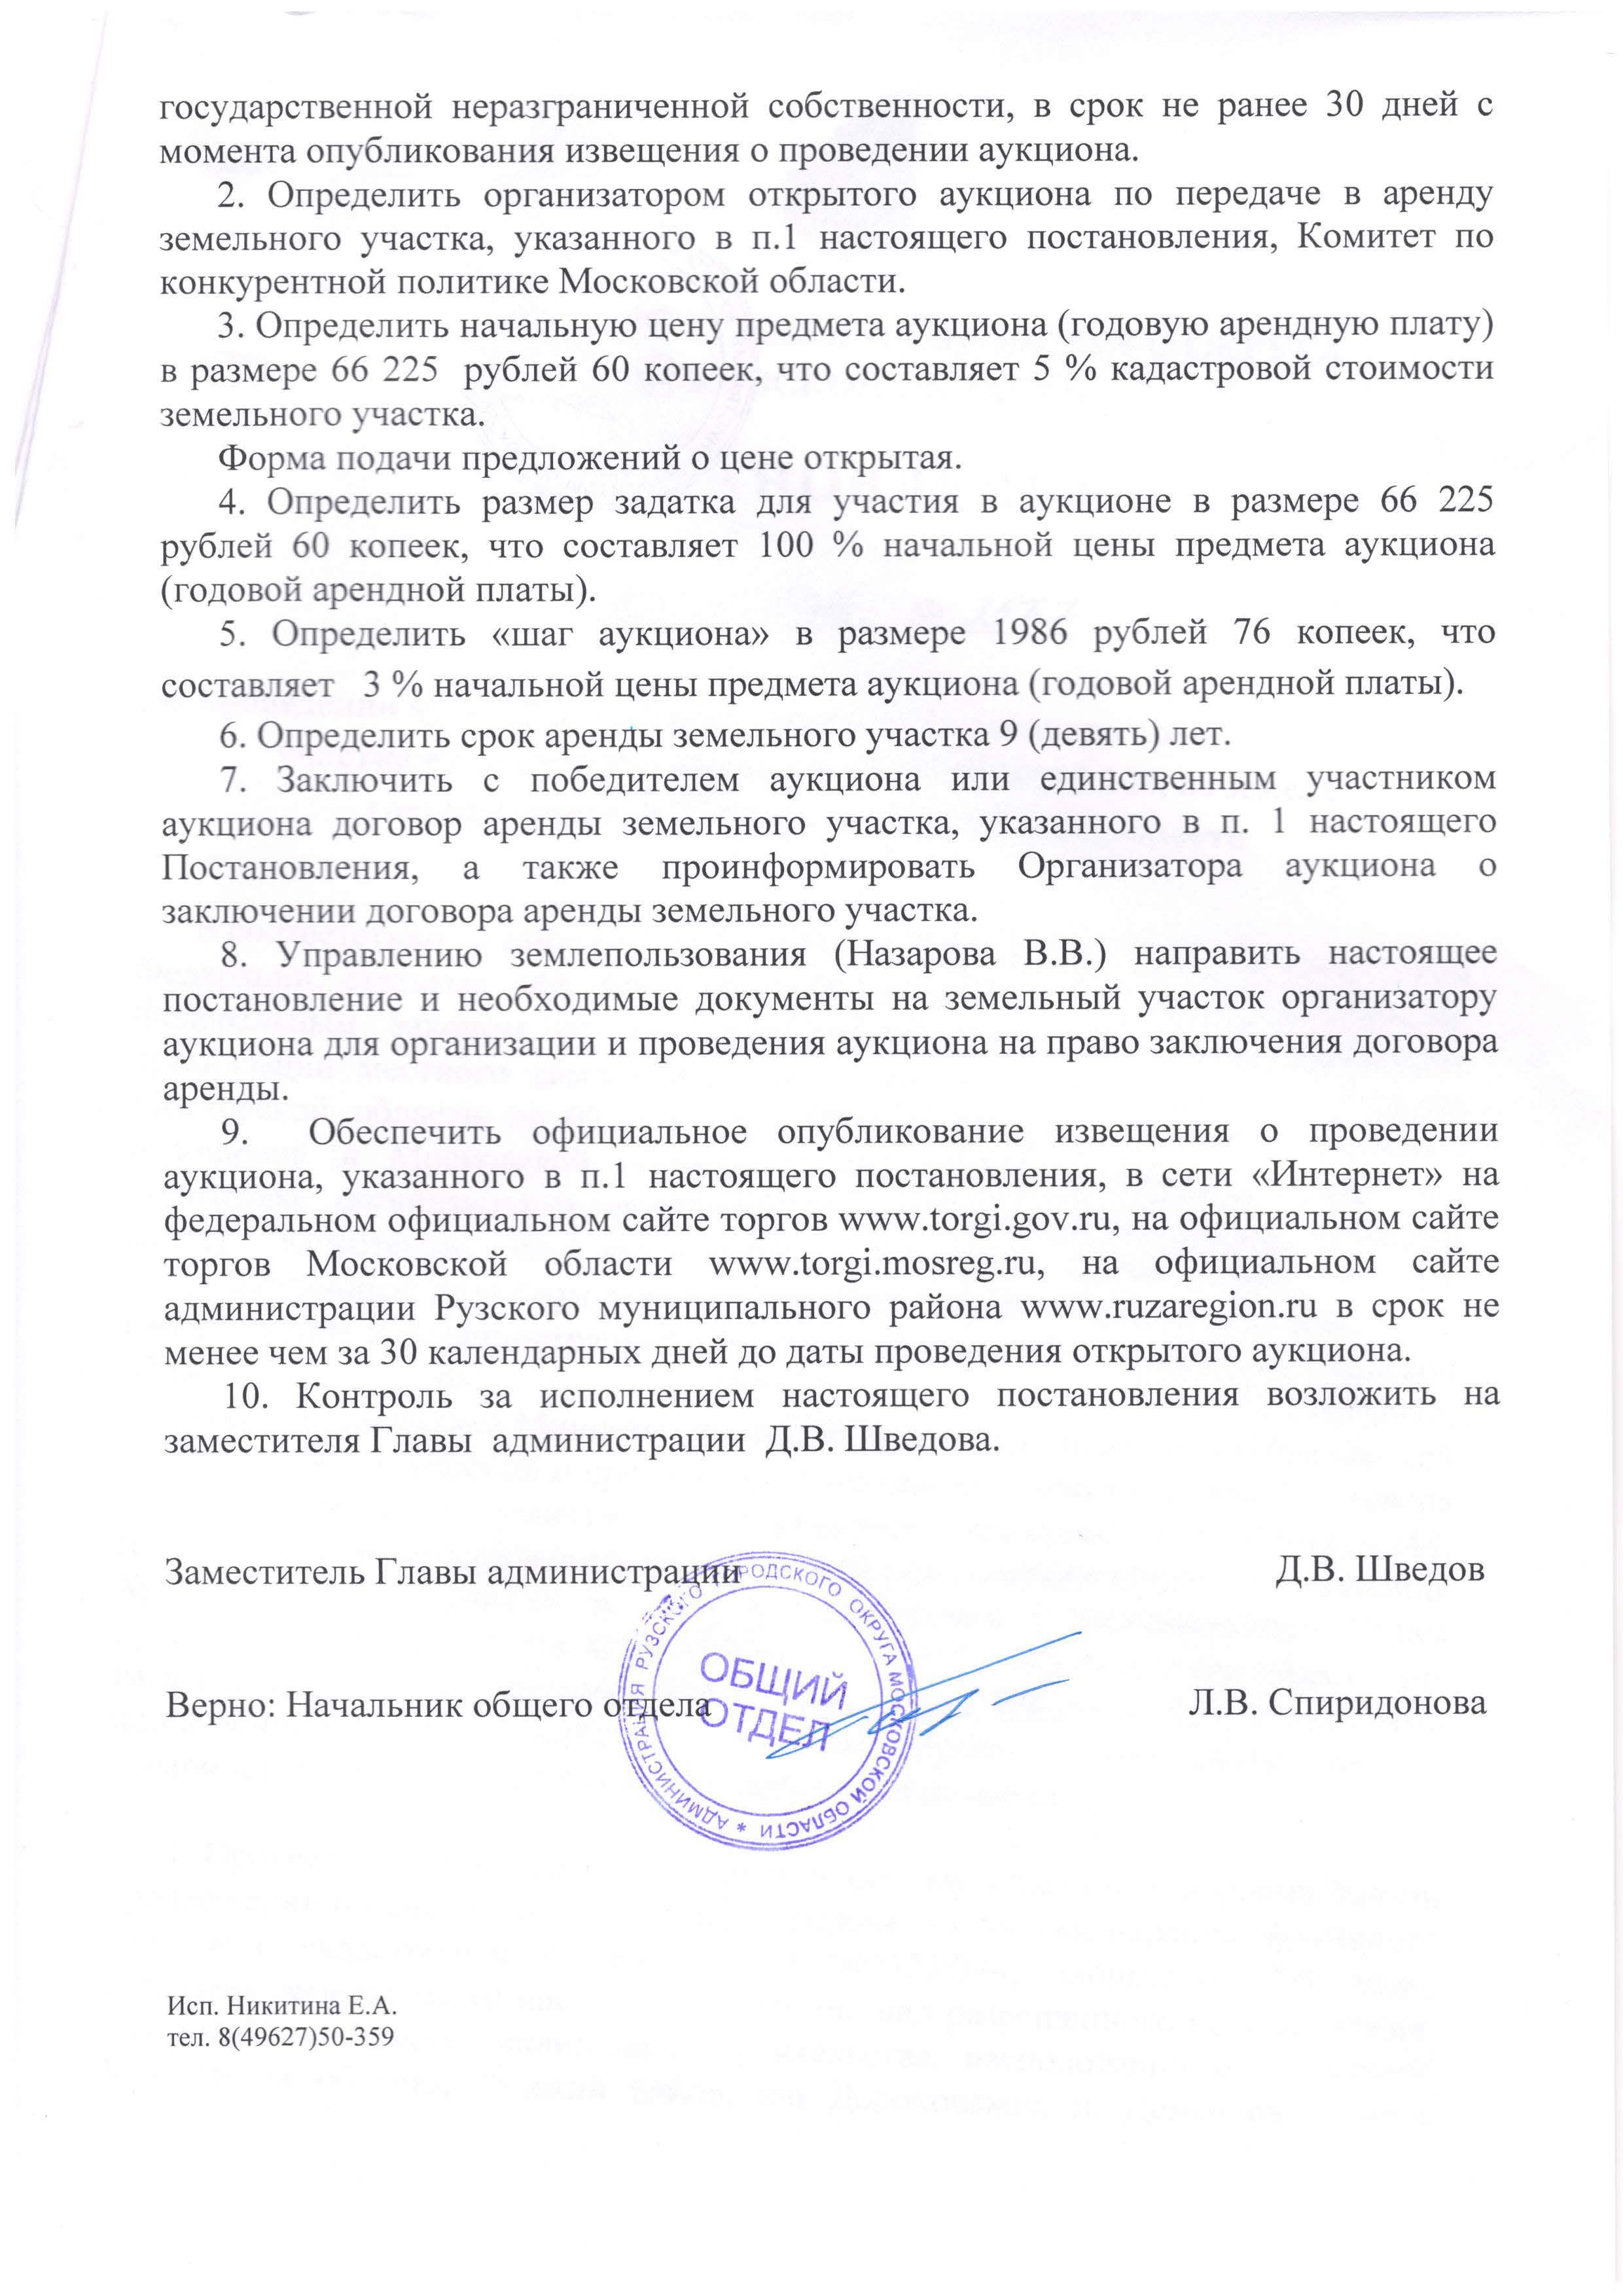 государственной неразграниченной собственности, в срок не ранее 30 дней с
момента опубликования извещения о проведении аукциона.
2. Определить организатором открытого аукциона по передаче в аренду
земельного участка, указанного в п.1 настоящего постановления, Комитет по
конкурентной политике Московской области.
3. Определить начальную цену предмета аукциона (годовую арендную плату)
в размере 66 225 рублей 60 копеек, что составляет 5 % кадастровой стоимости
земельного участка.
Форма подачи предложений о цене открытая.
4. Определить размер задатка для участия в аукционе в размере 66 225
рублей 60 копеек, что составляет 100 % начальной цены предмета аукциона
(годовой арендной платы).
5. Определить «шаг аукциона» в размере 1986 рублей 76 копеек, что
составляет 3 % начальной цены предмета аукциона (годовой арендной платы).
6. Определить срок аренды земельного участка 9 (девять) лет.
7. Заключить с победителем аукциона или единственным участником
аукциона договор аренды земельного участка, указанного в п. 1 настоящего
Постановления, а также проинформировать Организатора аукциона о
заключении договора аренды земельного участка.
8. Управлению землепользования (Назарова В.В.) направить настоящее
постановление и необходимые документы на земельный участок организатору
аукциона для организации и проведения аукциона на право заключения договора
аренды.
9. Обеспечить официальное опубликование извещения о проведении
аукциона, указанного в п.1 настоящего постановления, в сети «Интернет» на
федеральном официальном сайте торгов www.torgi.gov.ru, на официальном сайте
торгов Московской области www.torgi.mosreg.ru, на официальном сайте
администрации Рузского муниципального района www.ruzaregion.ru в срок не
менее чем за 30 календарных дней до даты проведения открытого аукциона.
10. Контроль за исполнением настоящего постановления возложить на
заместителя Главы администрации Д.В. Шведова.
Заместитель Главы администрации Д.В. Шведов
Верно: Начальник общего отдела Л.В. Спиридонова
АДМИНИСТРАЦИЯ РУЗСКОГО ГОРОДСКОГО ОКРУГА МОСКОВСКОЙ ОБЛАСТИ *
ОБЩИЙ
ОТДЕЛ
Исп. Никитина Е.А.
тел. 8(49627)50-359